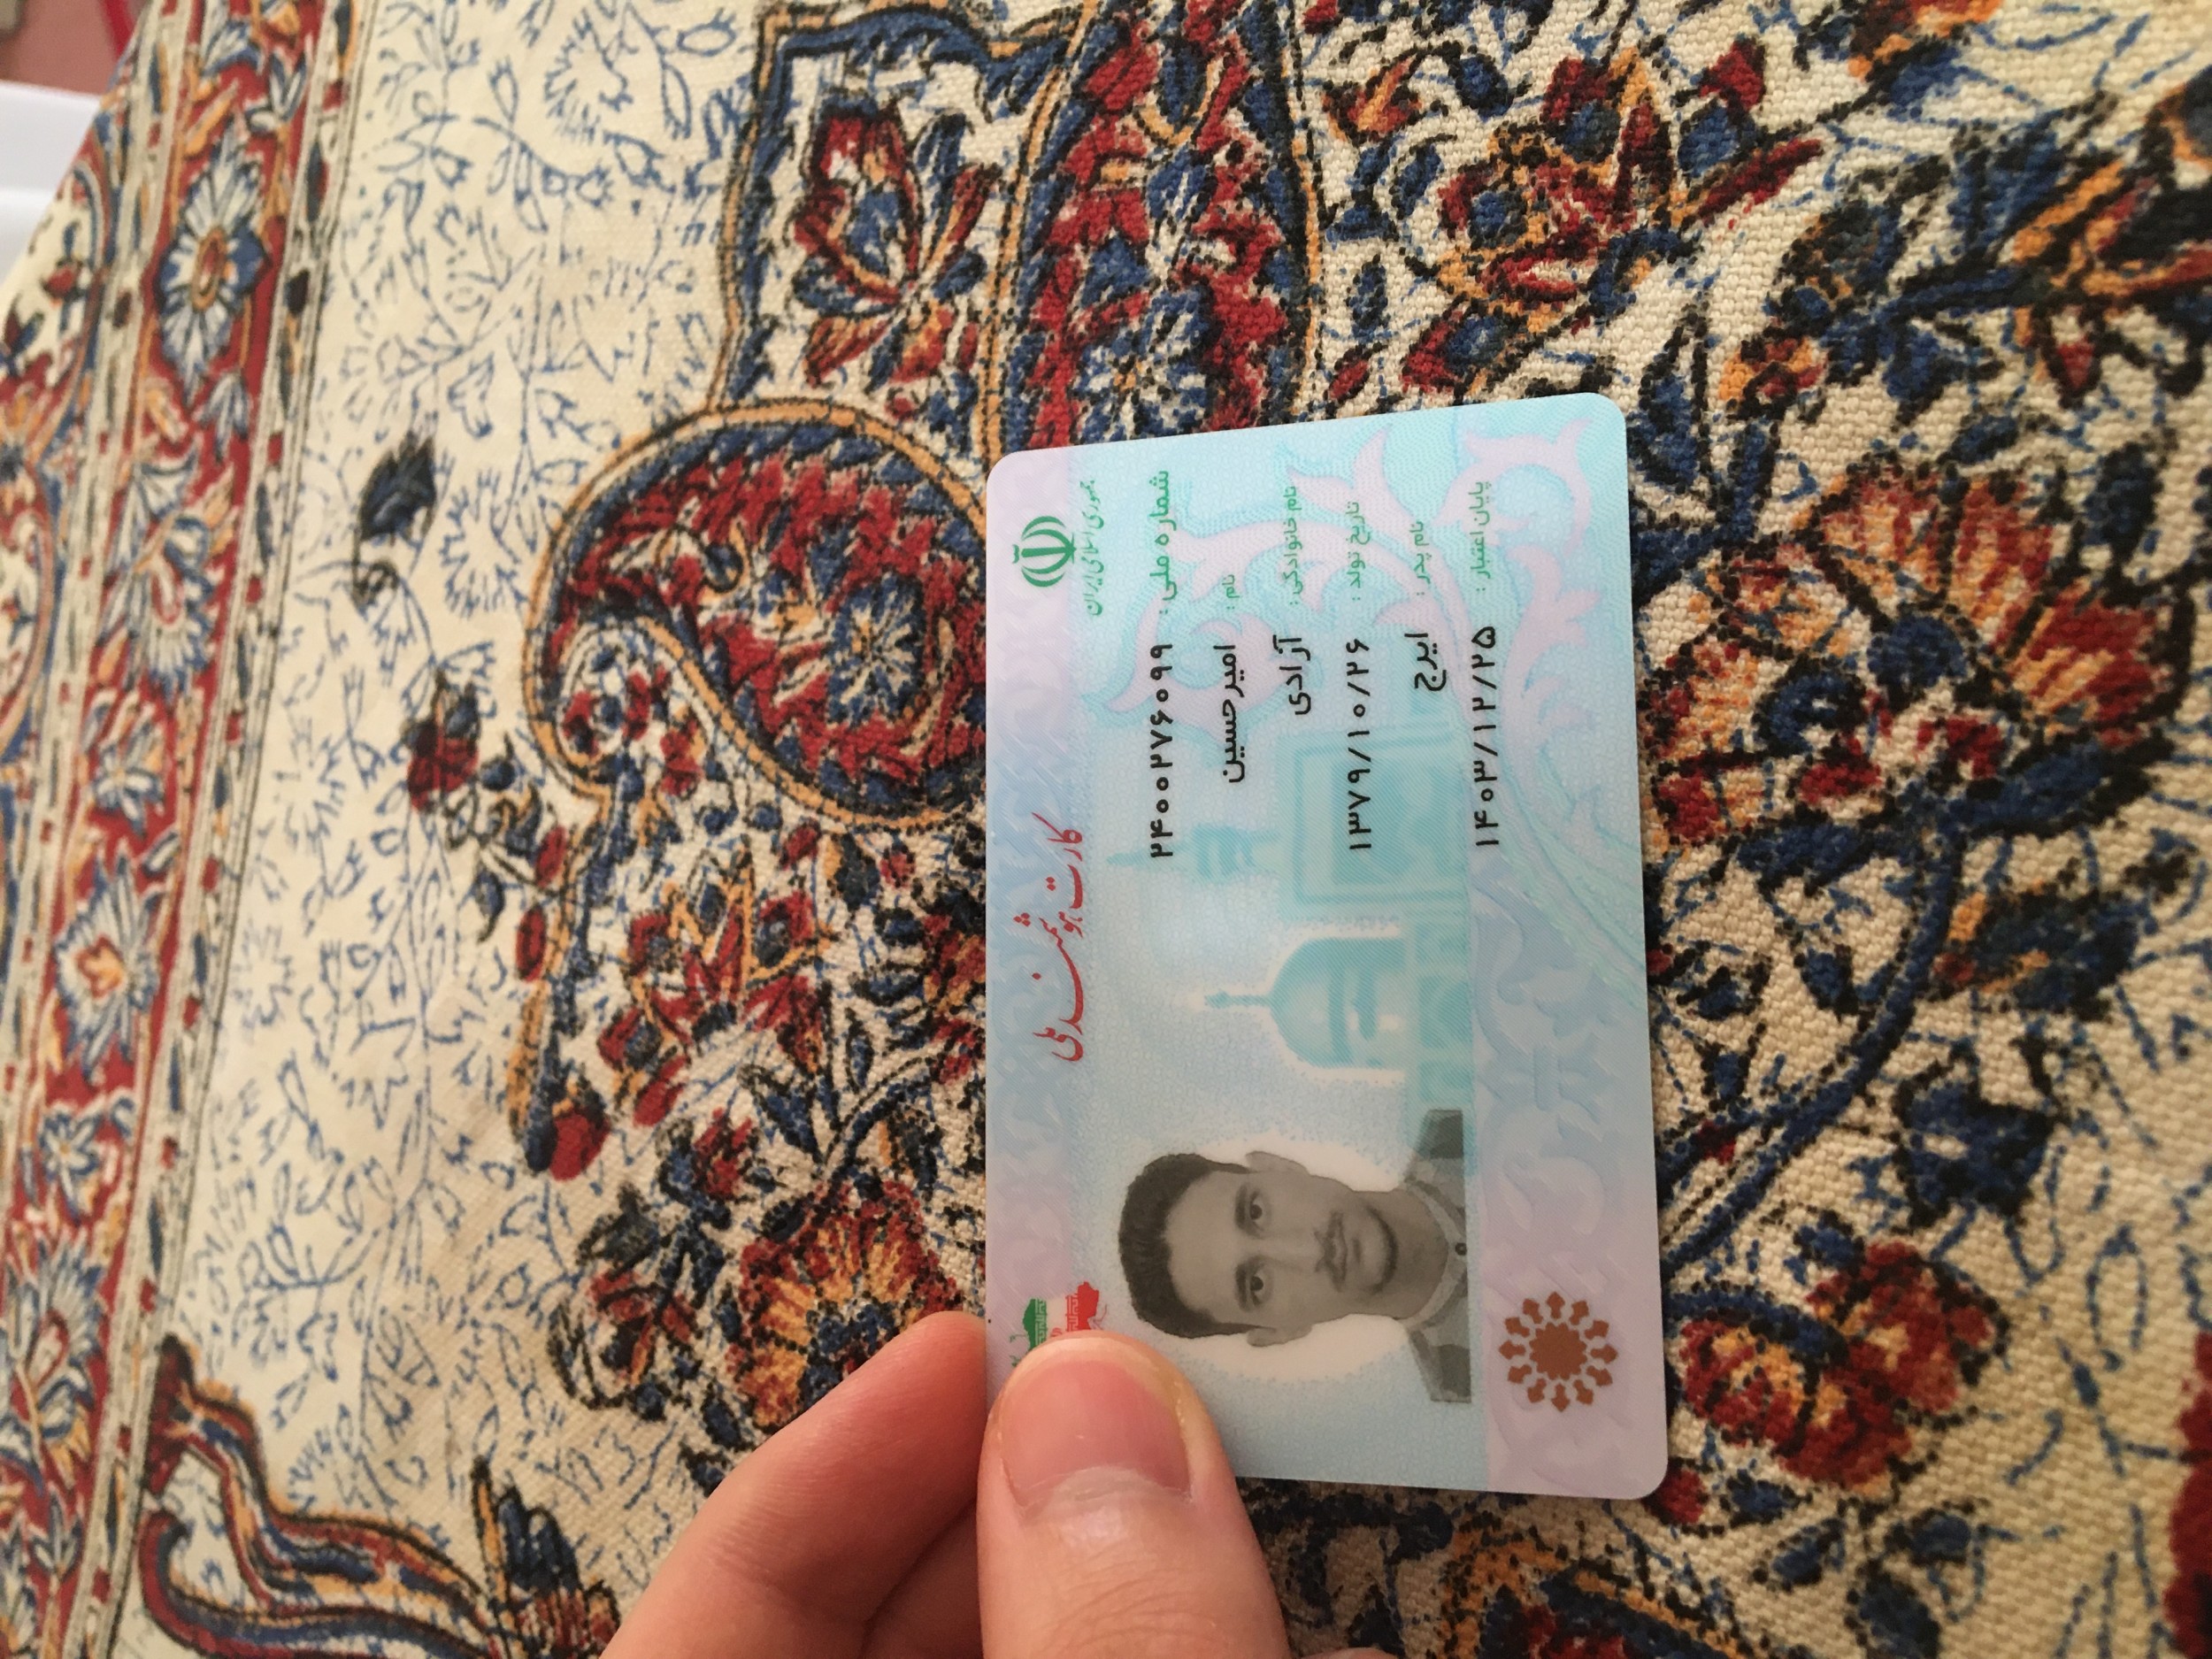 جمهوری اسلامی ایران
کارت هوشمند ملی
شماره ملی: ۲۴۰۰۲۷۶۰۹۹
نام: امیرحسین
نام خانوادگی: آزادی
تاریخ تولد: ۱۳۷۹/۱۰/۲۶
نام پدر: ایرج
پایان اعتبار: ۱۴۰۳/۱۲/۲۵